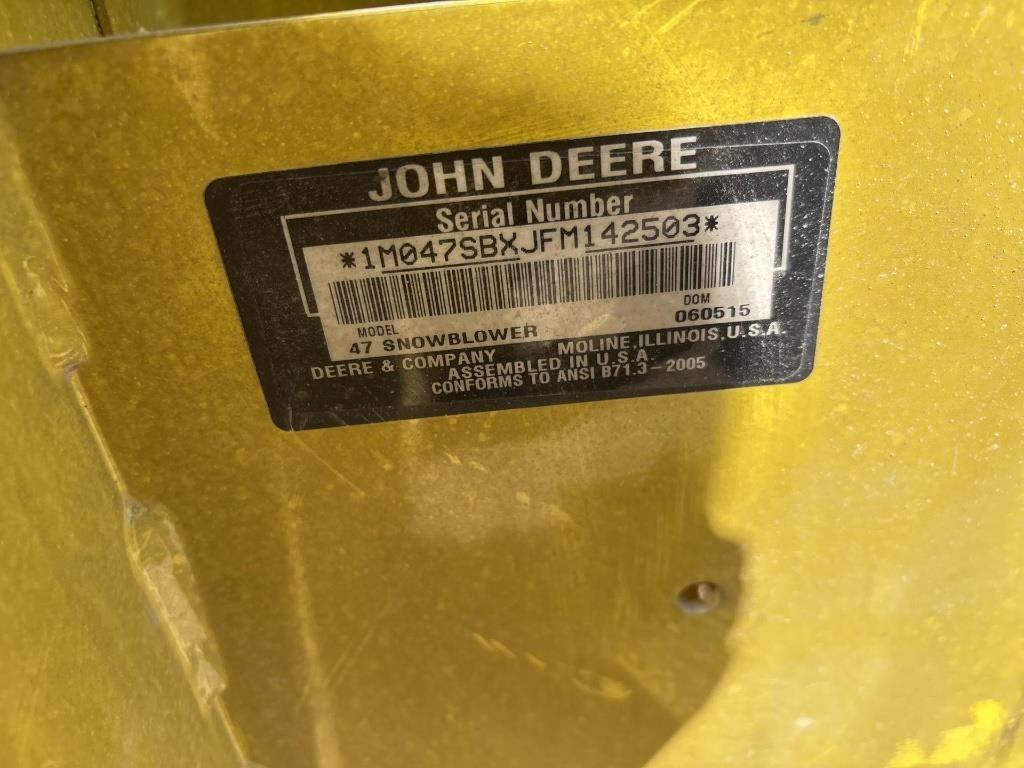 JOHN DEERE
Serial Number
*1M047SBXJFM142503*
MODEL DOM
47 SNOWBLOWER 060515
DEERE & COMPANY MOLINE, ILLINOIS, U.S.A.
ASSEMBLED IN U.S.A.
CONFORMS TO ANSI B71.3-2005